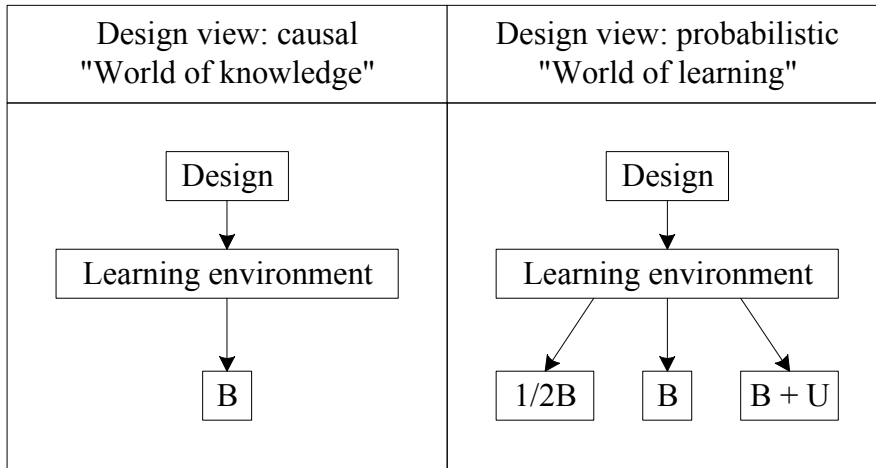 Design view: causal
"World of knowledge"
Design view: probabilistic
"World of learning"
Design
Learning environment
B
Design
Learning environment
1/2B
B
B + U